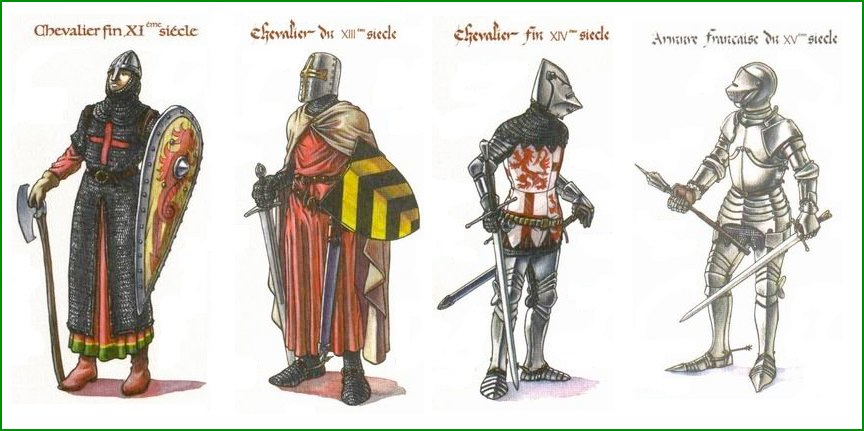 Chevalier fin XIème siécle
Chevalier du XIIIème siecle
Chevalier fin XIVème siecle
Armure Française du XVème siecle